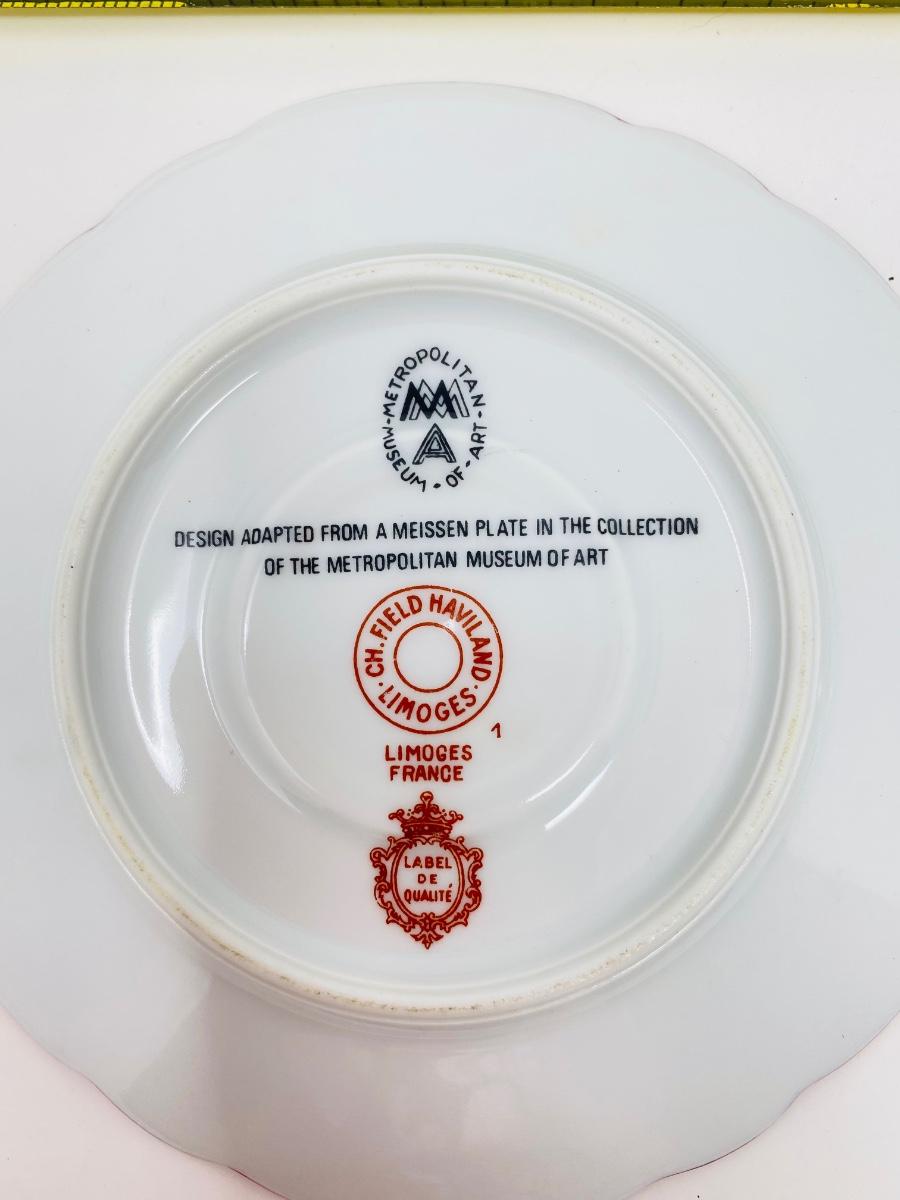 METROPOLITAN · MUSEUM · OF · ART ·
MMA
DESIGN ADAPTED FROM A MEISSEN PLATE IN THE COLLECTION
OF THE METROPOLITAN MUSEUM OF ART
CH. FIELD HAVILAND
· LIMOGES ·
1
LIMOGES
FRANCE
LABEL
DE
QUALITÉ